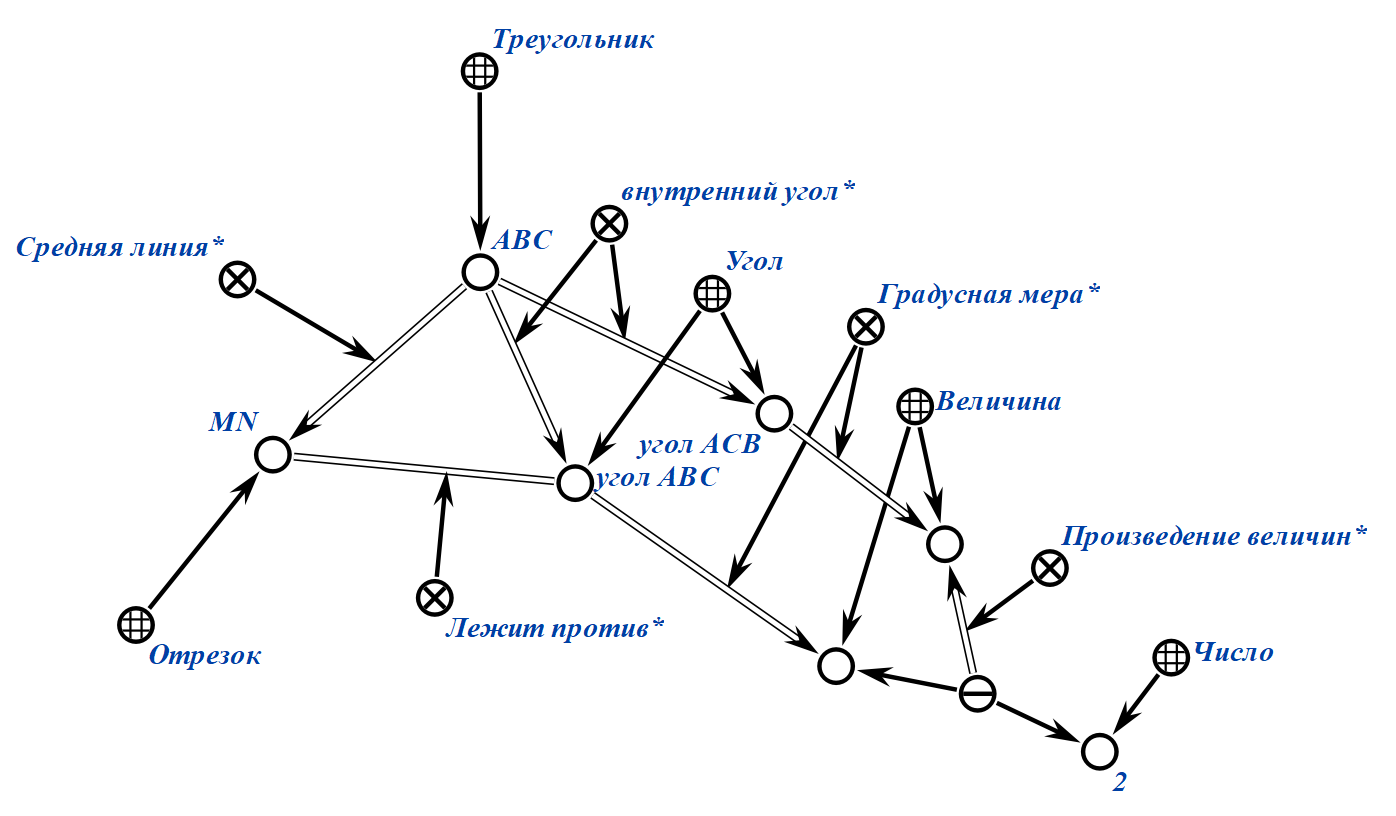 Треугольник
внутренний угол*
Средняя линия*
ABC
Угол
Градусная мера*
Величина
MN
угол ACB
угол ABC
Произведение величин*
Лежит против*
Отрезок
Число
2